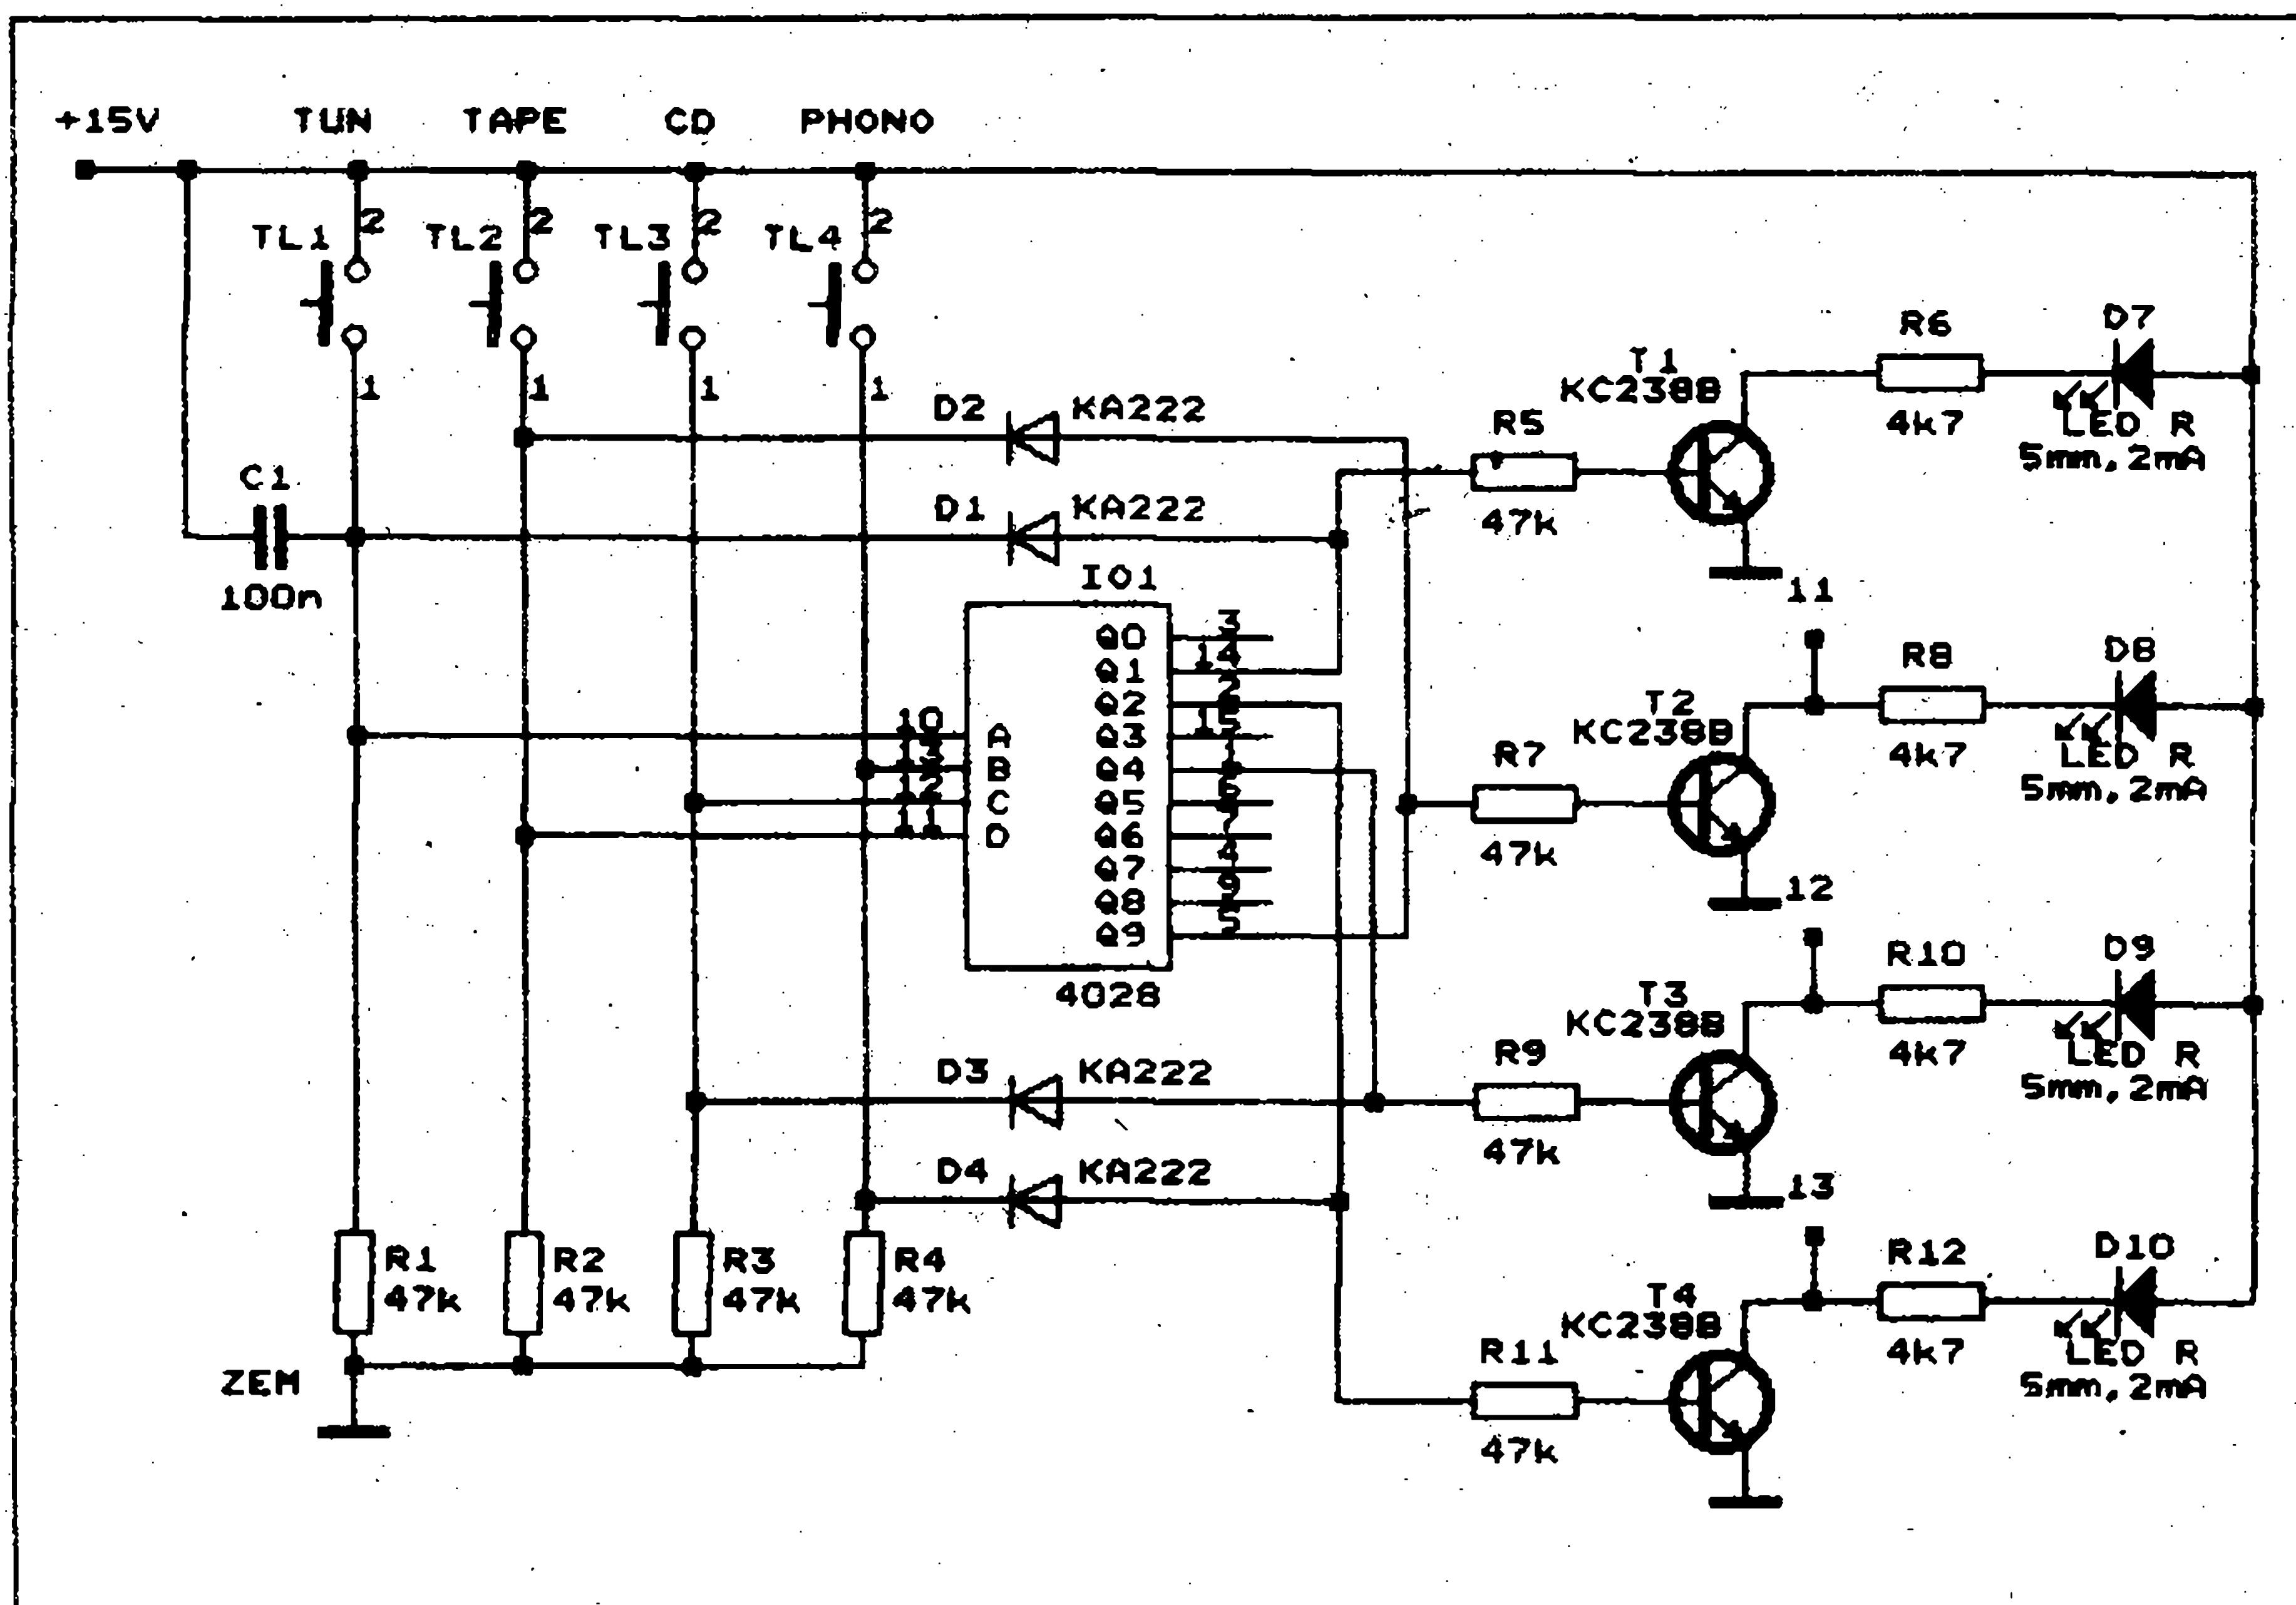 +15V TUN TAPE CD PHONO
2 2 2 2
TL1 TL2 TL3 TL4
1 1 1 1
D2 KA222
C1
100n
D1 KA222
IO1
Q0 3
Q1 14
Q2 2
Q3 15
Q4 1
Q5 6
Q6 7
Q7 4
Q8 9
Q9 5
10 A
13 B
12 C
11 D
4028
D3 KA222
D4 KA222
R1
47k
R2
47k
R3
47k
R4
47k
ZEM
T1
KC238B
R5
47k
R6
4k7
D7
LED R
5mm,2mA
11
T2
KC238B
R7
47k
R8
4k7
D8
LED R
5mm,2mA
12
T3
KC238B
R9
47k
R10
4k7
D9
LED R
5mm,2mA
13
T4
KC238B
R11
47k
R12
4k7
D10
LED R
5mm,2mA